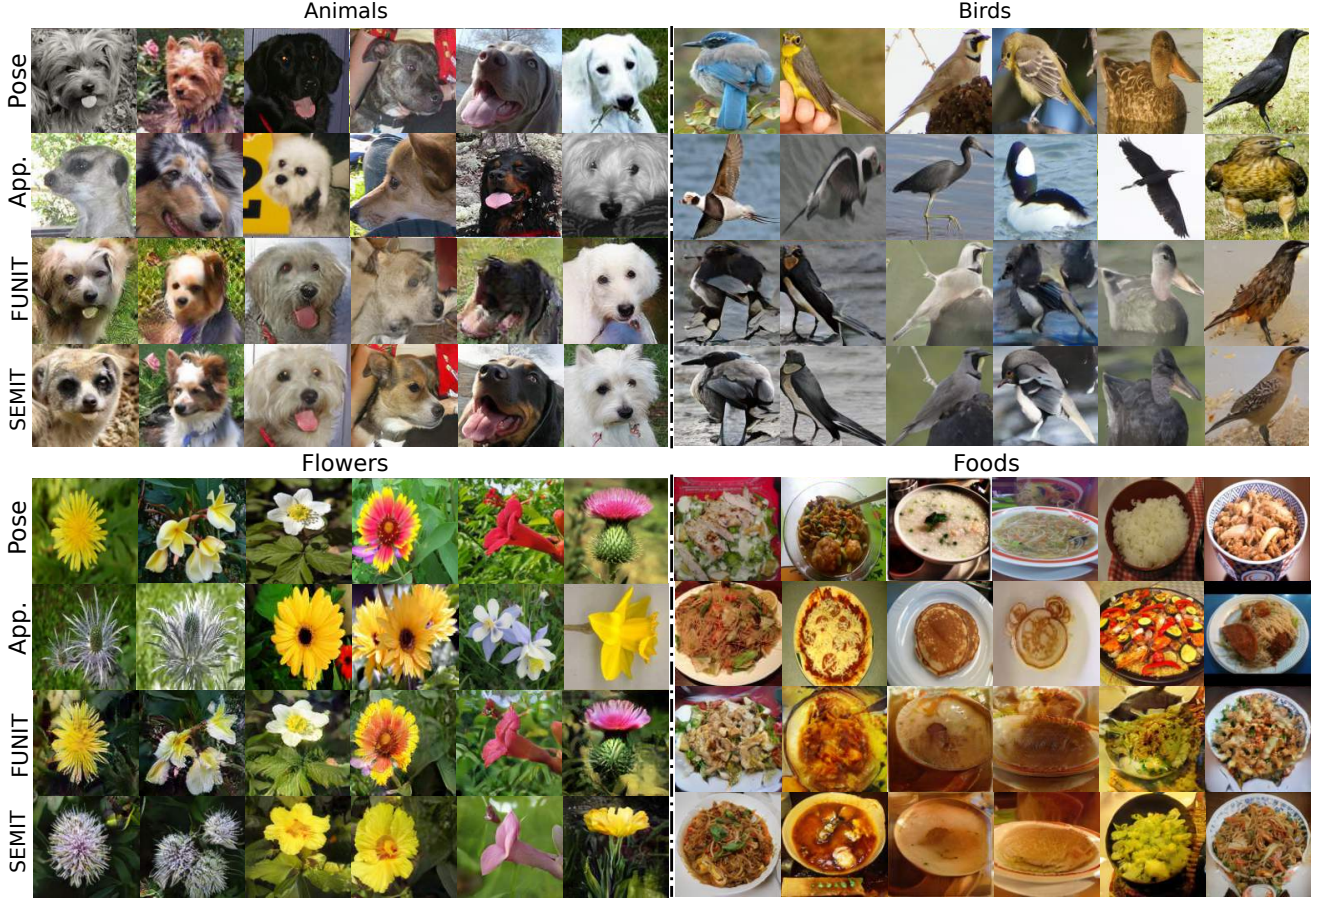 Animals
Birds
Pose
App.
FUNIT
SEMIT
Flowers
Foods
Pose
App.
FUNIT
SEMIT